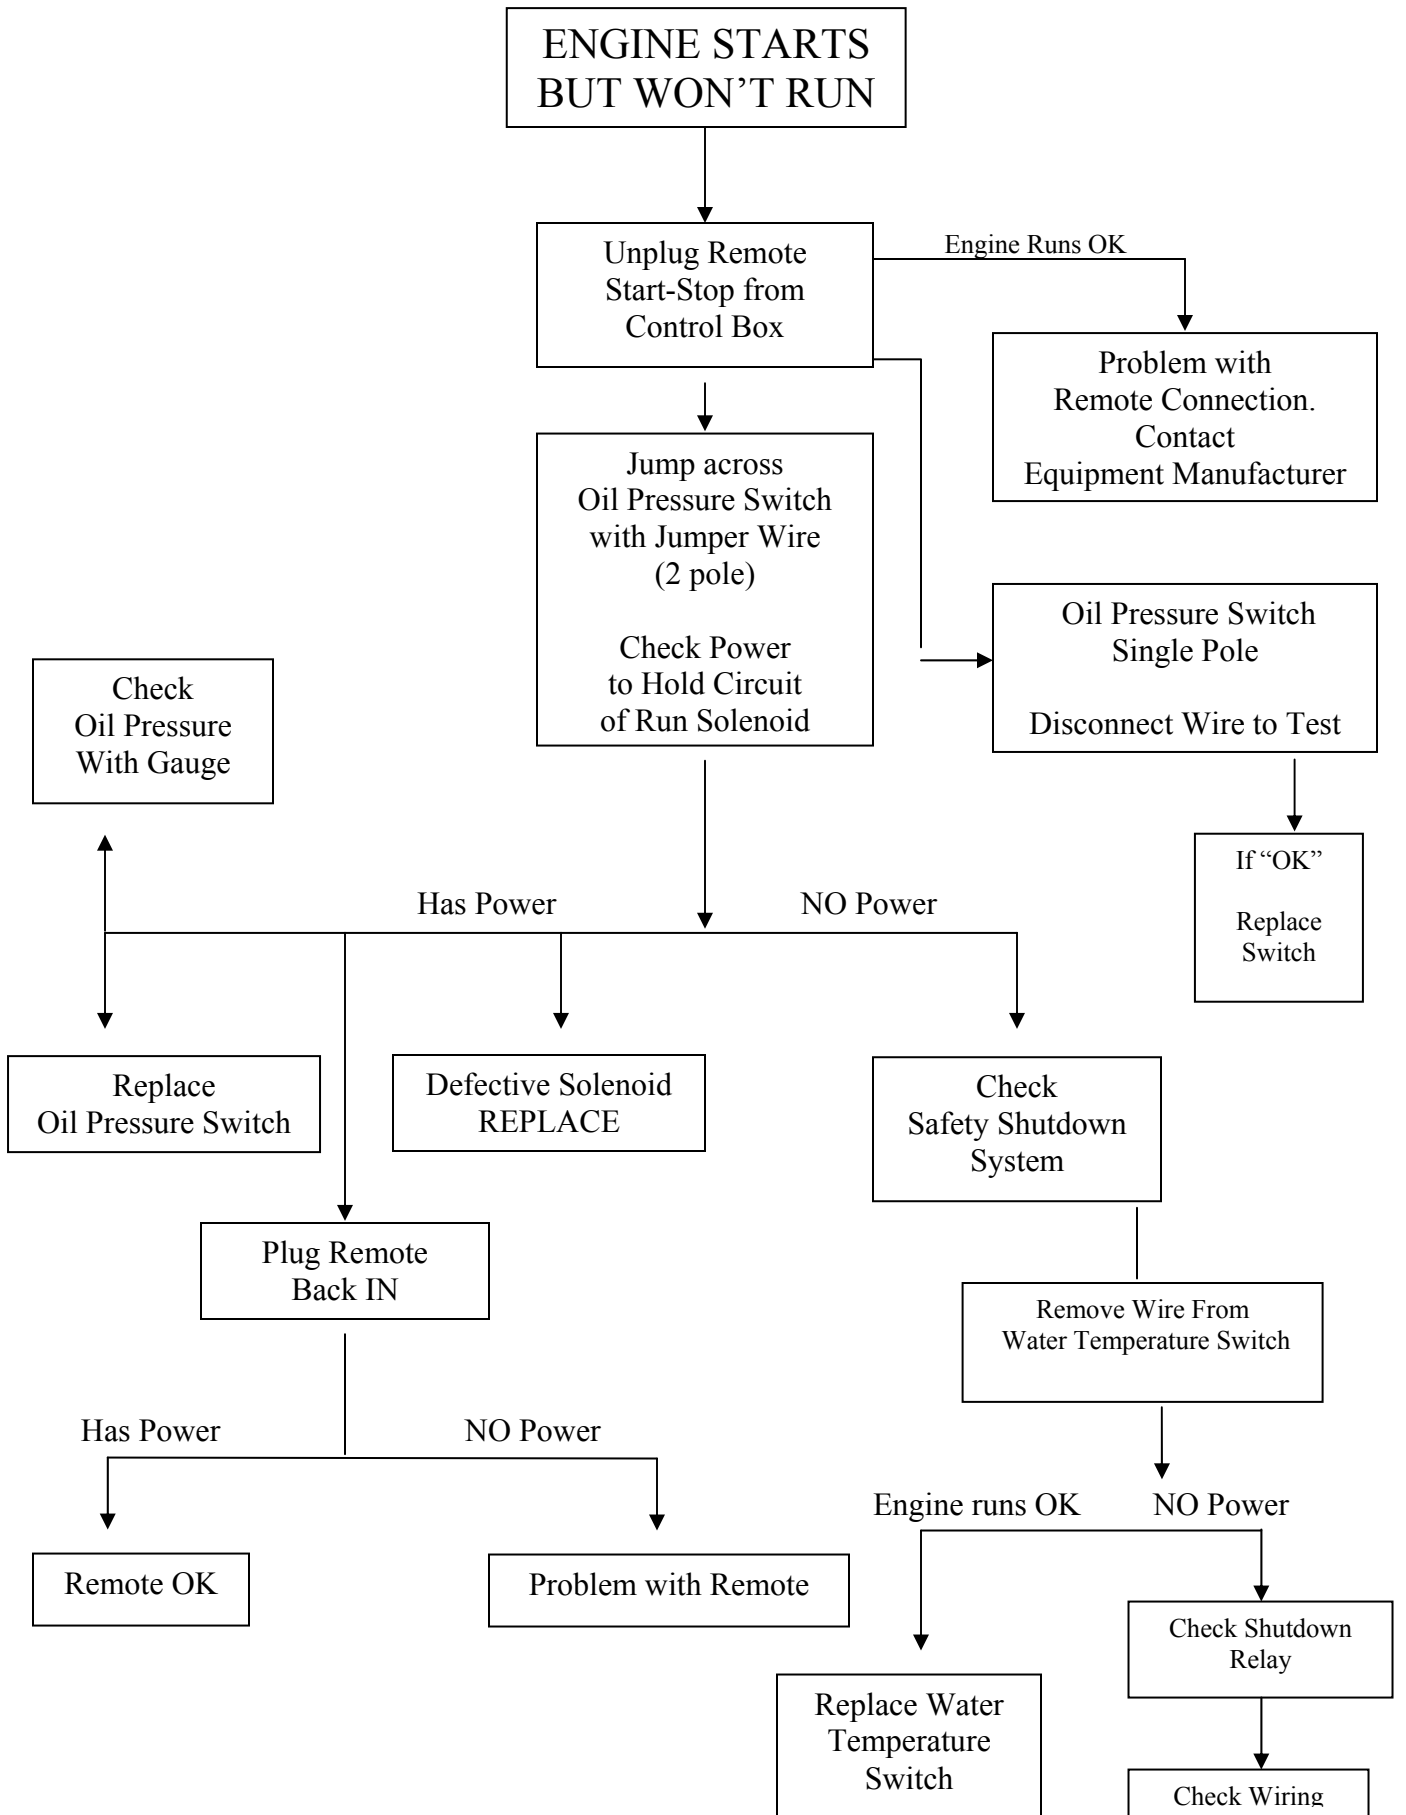 ENGINE STARTS
BUT WON’T RUN
Unplug Remote
Start-Stop from
Control Box
Engine Runs OK
Problem with
Remote Connection.
Contact
Equipment Manufacturer
Jump across
Oil Pressure Switch
with Jumper Wire
(2 pole)
Check Power
to Hold Circuit
of Run Solenoid
Oil Pressure Switch
Single Pole
Disconnect Wire to Test
Check
Oil Pressure
With Gauge
If “OK”
Replace
Switch
Has Power
NO Power
Replace
Oil Pressure Switch
Defective Solenoid
REPLACE
Check
Safety Shutdown
System
Plug Remote
Back IN
Remove Wire From
Water Temperature Switch
Has Power
NO Power
Engine runs OK
NO Power
Remote OK
Problem with Remote
Check Shutdown
Relay
Replace Water
Temperature
Switch
Check Wiring